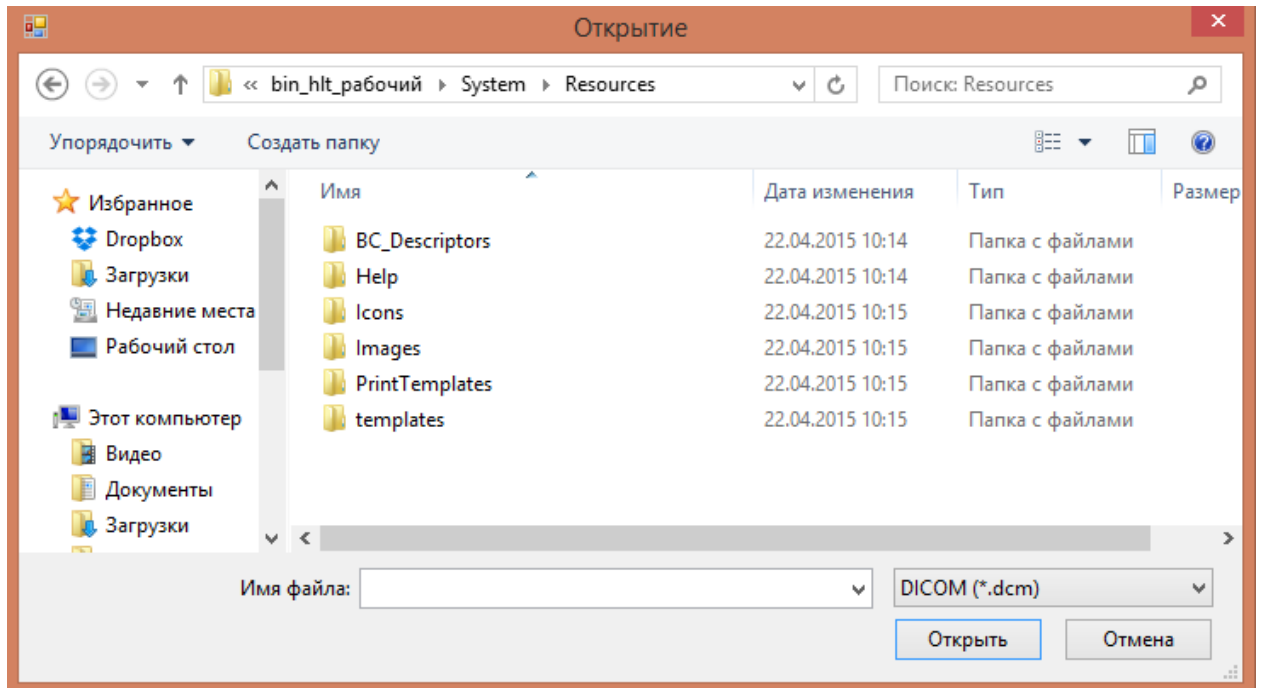 Открытие
« bin_hlt_рабочий System Resources Поиск: Resources
Упорядочить Создать папку
Имя Дата изменения Тип Размер
Избранное
Dropbox
Загрузки
Недавние места
Рабочий стол
Этот компьютер
Видео
Документы
Загрузки
BC_Descriptors 22.04.2015 10:14 Папка с файлами
Help 22.04.2015 10:14 Папка с файлами
Icons 22.04.2015 10:15 Папка с файлами
Images 22.04.2015 10:15 Папка с файлами
PrintTemplates 22.04.2015 10:15 Папка с файлами
templates 22.04.2015 10:15 Папка с файлами
Имя файла: DICOM (*.dcm)
Открыть Отмена